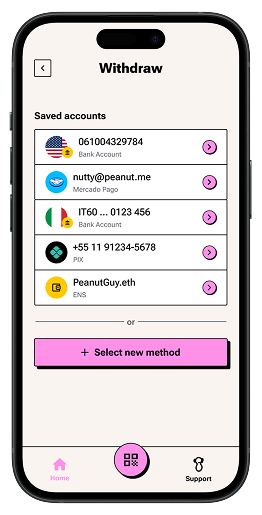 Withdraw
Saved accounts
061004329784
Bank Account
nutty@peanut.me
Mercado Pago
IT60 ... 0123 456
Bank Account
+55 11 91234-5678
PIX
PeanutGuy.eth
ENS
or
+ Select new method
Home
Support